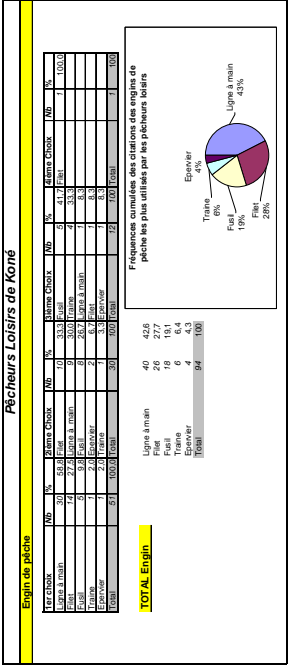 Pêcheurs Loisirs de Koné
Engin de pêche
1er choix Nb % 2ième Choix Nb % 3ième Choix Nb % 4ième Choix Nb %
Ligne à main 30 58,8 Filet 10 33,3 Fusil 5 41,7 Filet 1 100,0
Filet 14 27,5 Ligne à main 9 30,0 Traine 4 33,3
Fusil 5 9,8 Fusil 8 26,7 Ligne à main 1 8,3
Traine 1 2,0 Epervier 2 6,7 Filet 1 8,3
Epervier 1 2,0 Traine 1 3,3 Epervier 1 8,3
Total 51 100,0 Total 30 100 Total 12 100 Total 1 100
TOTAL Engin
Ligne à main 40 42,6
Filet 26 27,7
Fusil 18 19,1
Traine 6 6,4
Epervier 4 4,3
Total 94 100
Fréquences cumulées des citations des engins de
pêche les plus utilisés par les pêcheurs loisirs
Epervier
4%
Traine
6%
Fusil
19%
Filet
28%
Ligne à main
43%